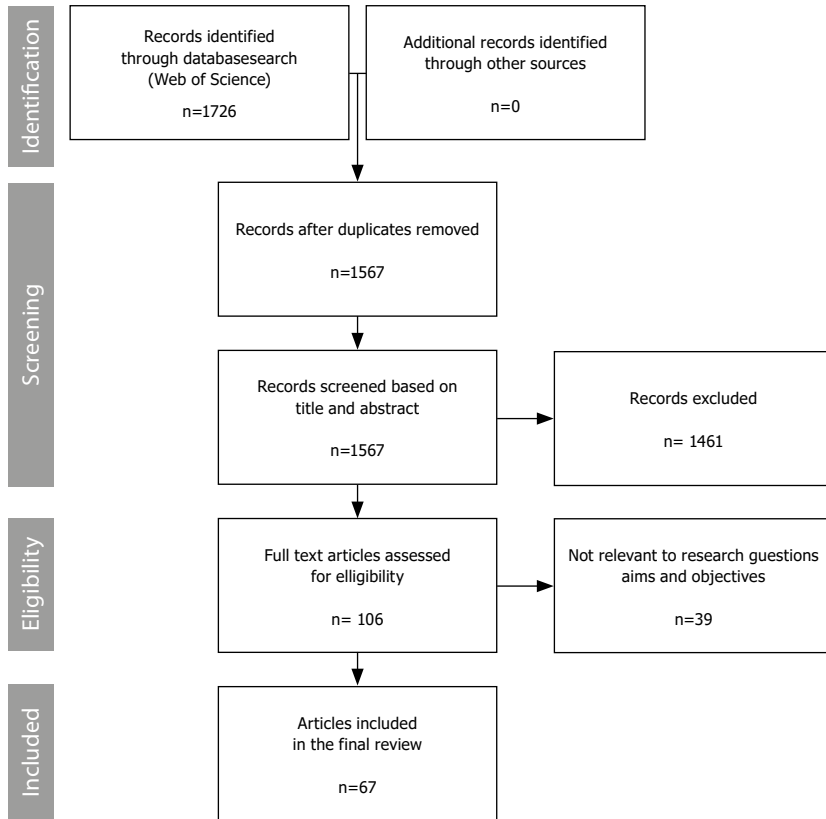 Identification
Records identified
through databasesearch
(Web of Science)
n=1726
Additional records identified
through other sources
n=0
Screening
Records after duplicates removed
n=1567
Records screened based on
title and abstract
n=1567
Records excluded
n= 1461
Eligibility
Full text articles assessed
for elligibility
n= 106
Not relevant to research guestions
aims and objectives
n=39
Included
Articles included
in the final review
n=67